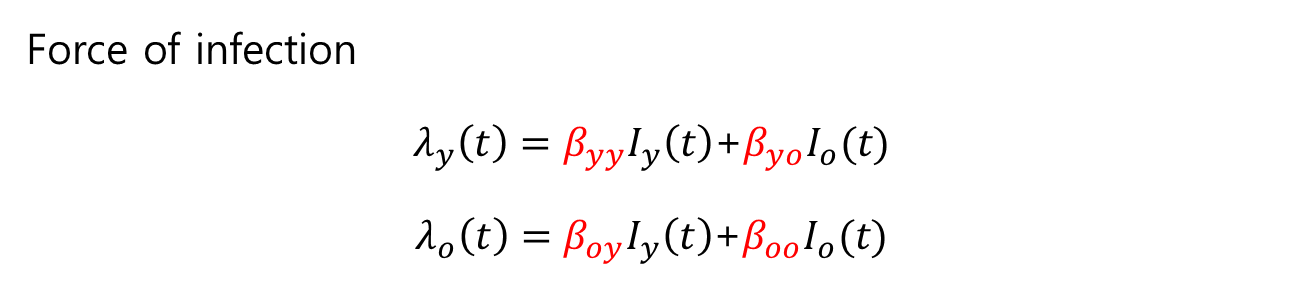 Force of infection
λ_y(t) = β_yy I_y(t)+β_yo I_o(t)
λ_o(t) = β_oy I_y(t)+β_oo I_o(t)